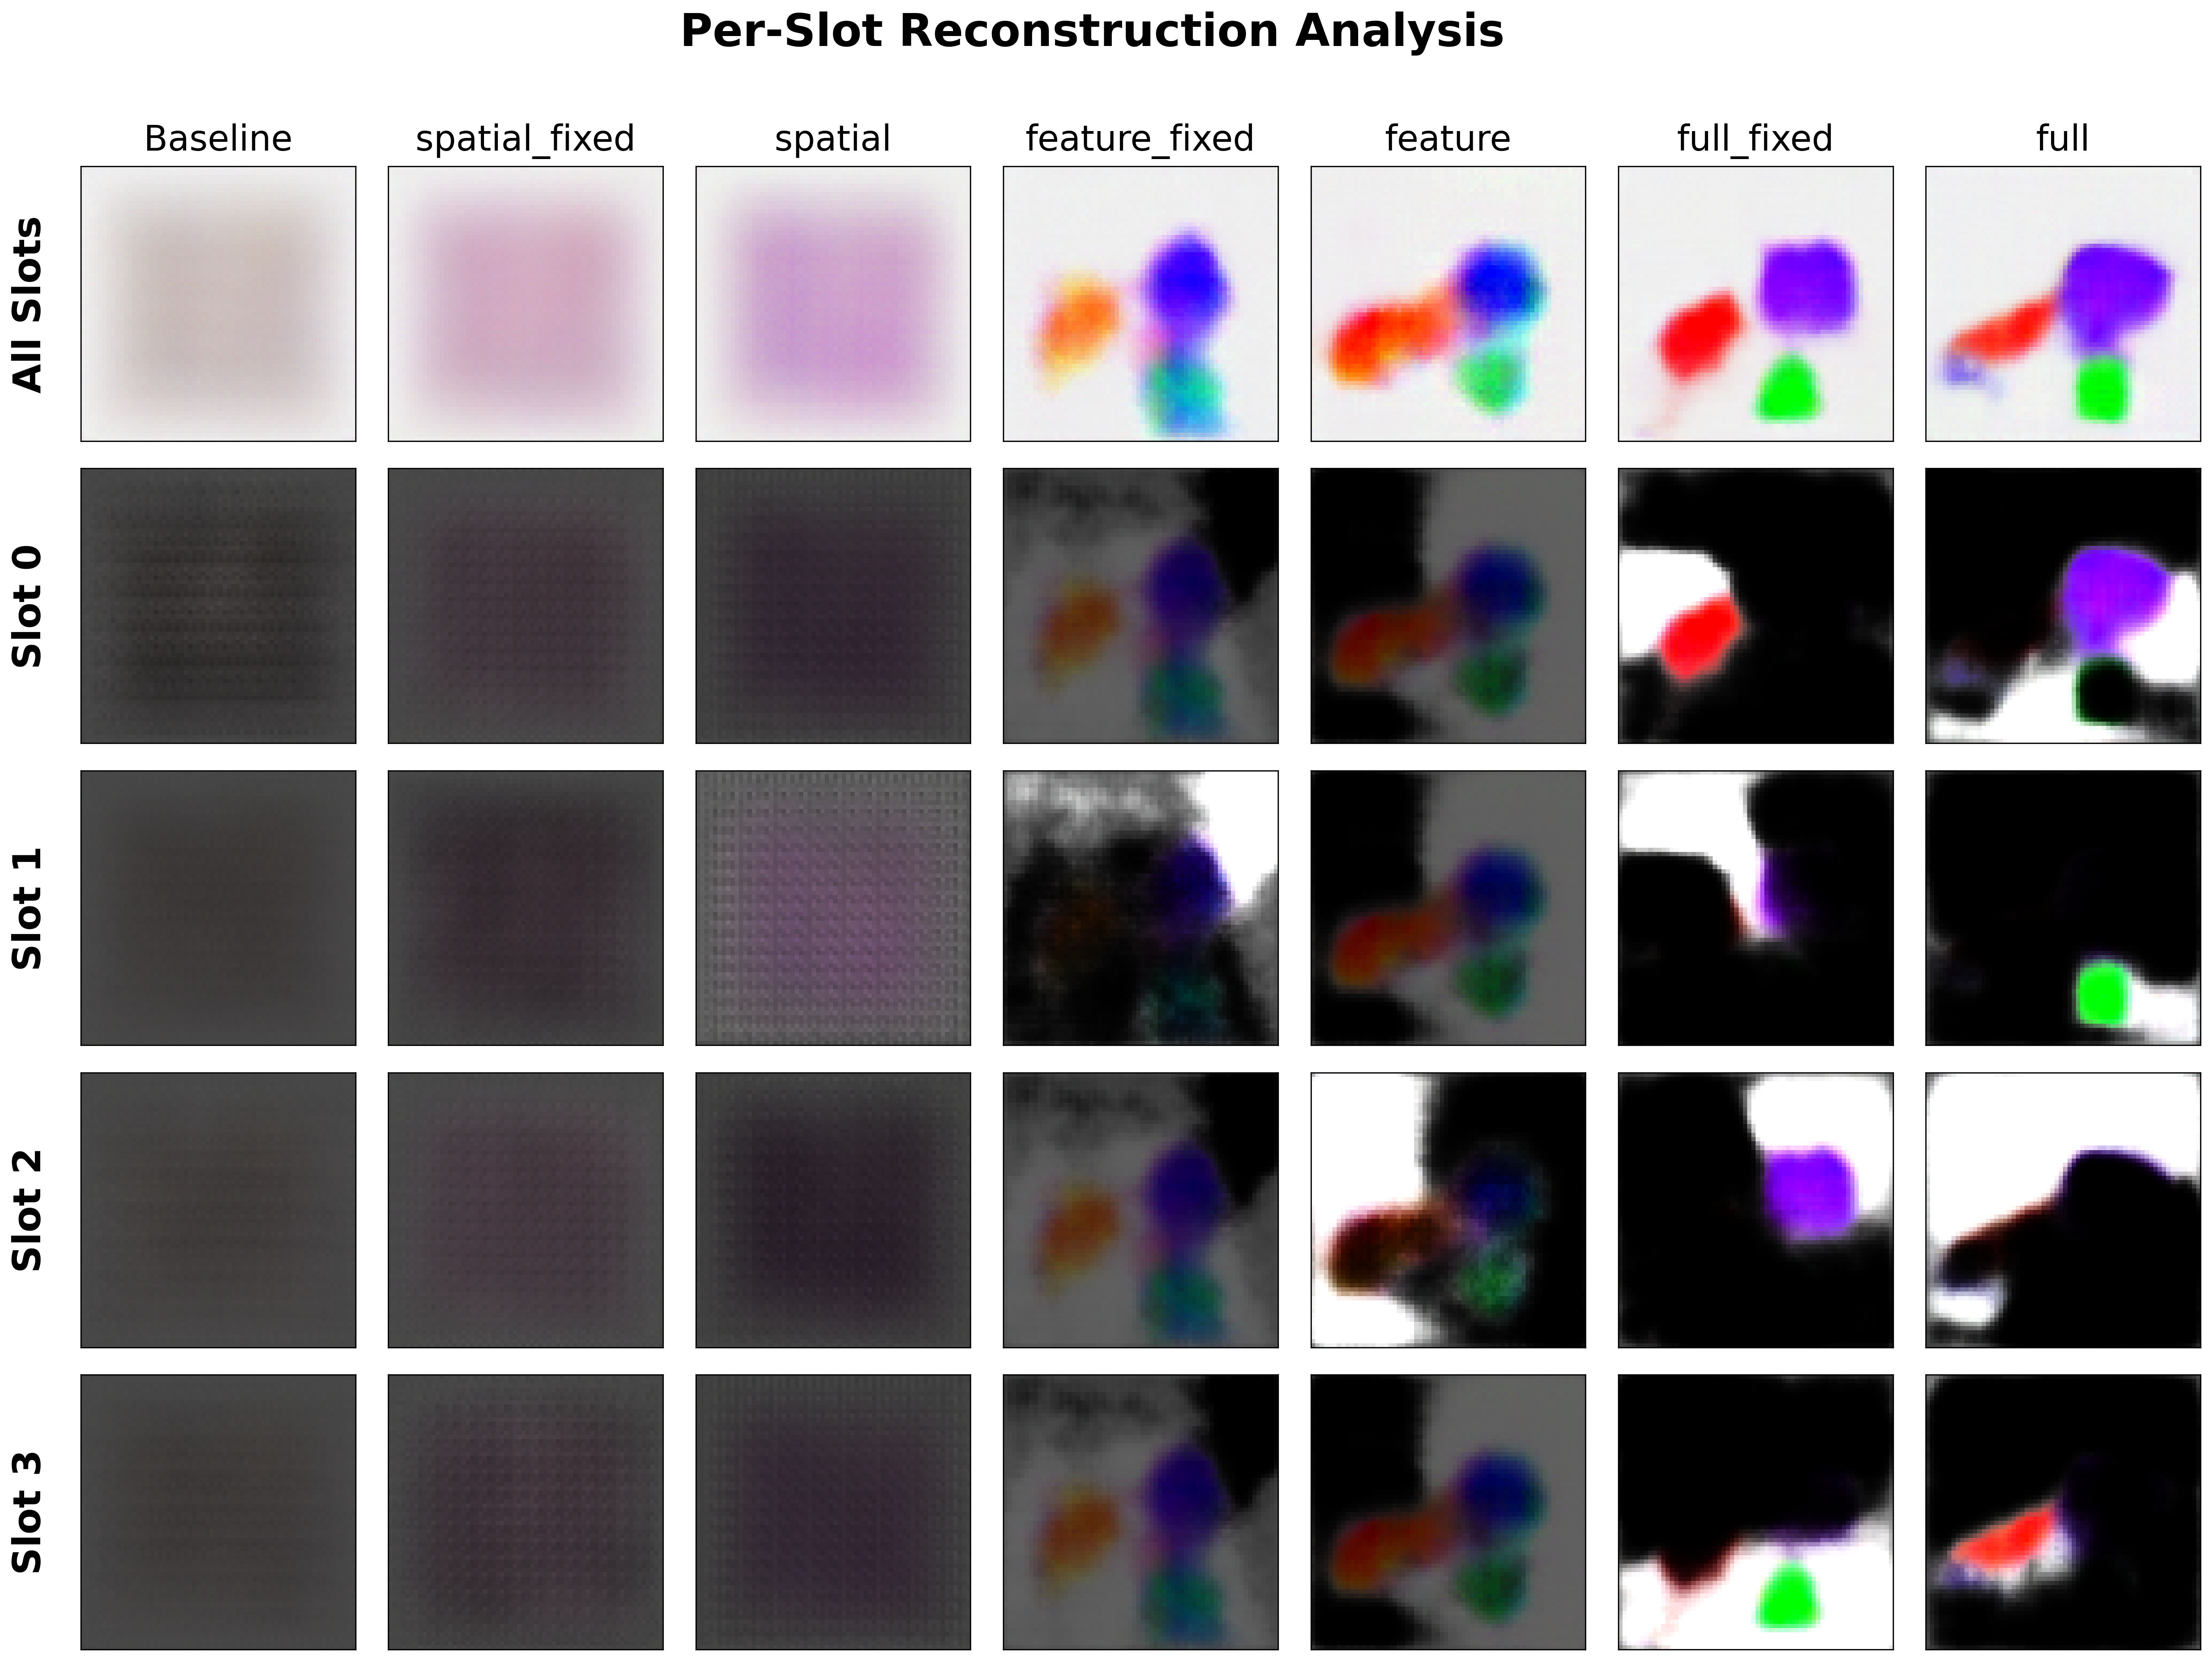 Per-Slot Reconstruction Analysis
Baseline spatial_fixed spatial feature_fixed feature full_fixed full
All Slots
Slot 0
Slot 1
Slot 2
Slot 3